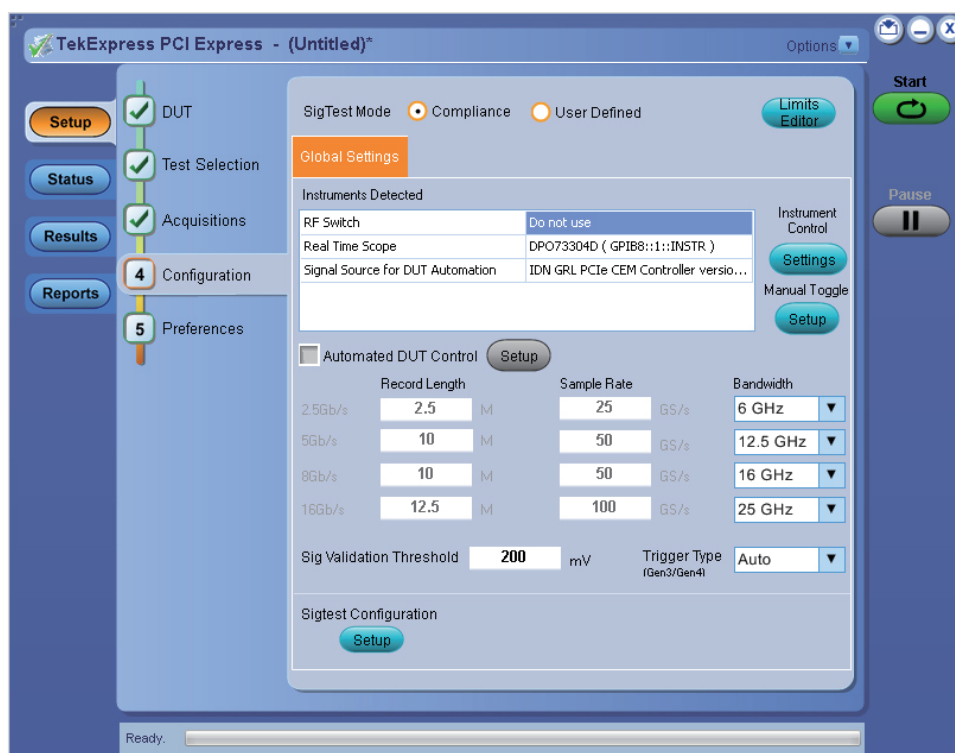 TekExpress PCI Express - (Untitled)*
Options
X
Start
Pause
Setup
Status
Results
Reports
DUT
Test Selection
Acquisitions
4 Configuration
5 Preferences
SigTest Mode Compliance User Defined
Limits
Editor
Global Settings
Instruments Detected
RF Switch Do not use
Real Time Scope DPO73304D ( GPIB8::1::INSTR )
Signal Source for DUT Automation IDN GRL PCIe CEM Controller versio...
Instrument
Control
Settings
Manual Toggle
Setup
Automated DUT Control Setup
Record Length Sample Rate Bandwidth
2.5Gb/s 2.5 M 25 GS/s 6 GHz
5Gb/s 10 M 50 GS/s 12.5 GHz
8Gb/s 10 M 50 GS/s 16 GHz
16Gb/s 12.5 M 100 GS/s 25 GHz
Sig Validation Threshold 200 mV Trigger Type Auto
(Gen3/Gen4)
Sigtest Configuration
Setup
Ready.